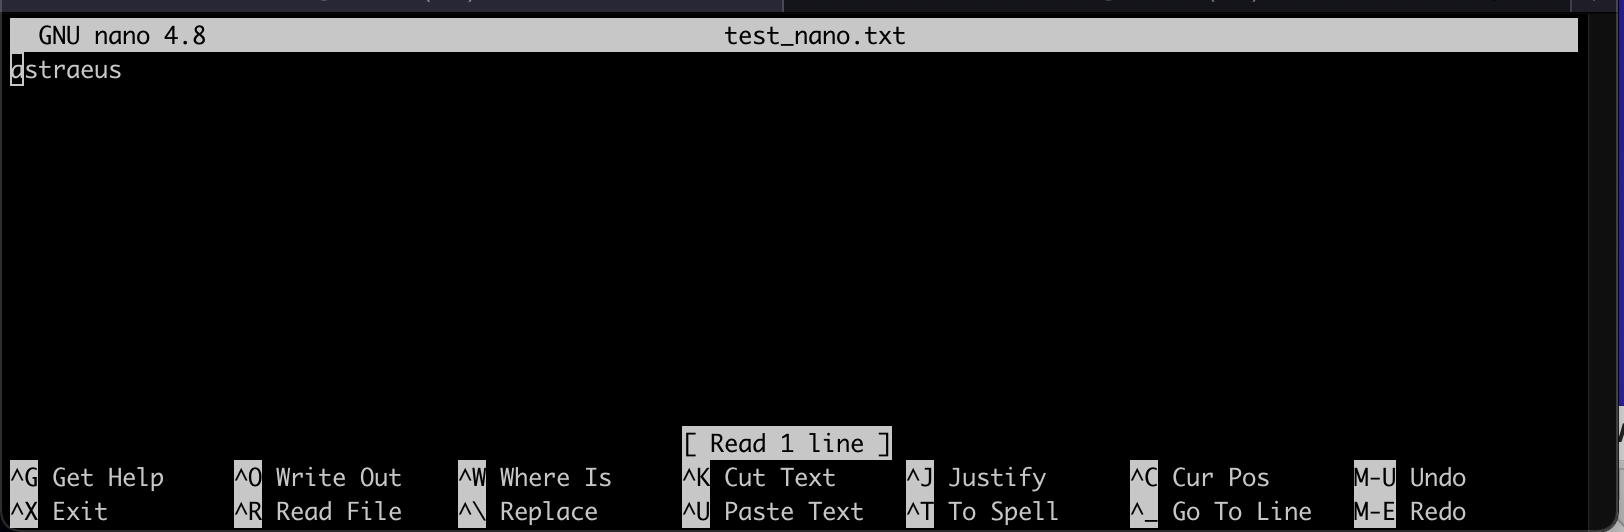 GNU nano 4.8 test_nano.txt
astraeus
[ Read 1 line ]
^G Get Help ^O Write Out ^W Where Is ^K Cut Text ^J Justify ^C Cur Pos M-U Undo
^X Exit ^R Read File ^\ Replace ^U Paste Text ^T To Spell ^_ Go To Line M-E Redo